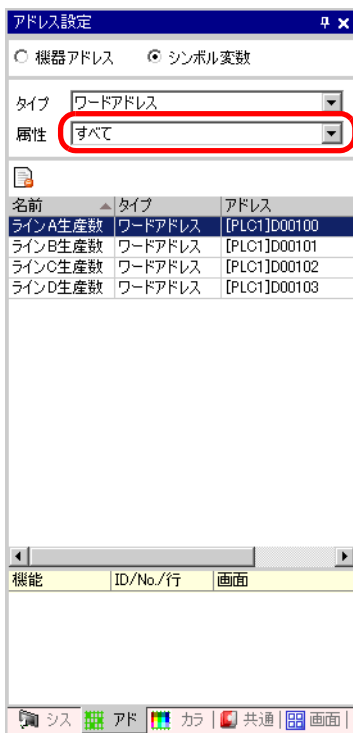 アドレス設定
機器アドレス シンボル変数
タイプ ワードアドレス
属性 すべて
名前 タイプ アドレス
ラインA生産数 ワードアドレス [PLC1]D00100
ラインB生産数 ワードアドレス [PLC1]D00101
ラインC生産数 ワードアドレス [PLC1]D00102
ラインD生産数 ワードアドレス [PLC1]D00103
機能 ID/No./行 画面
シス アド カラ 共通 画面